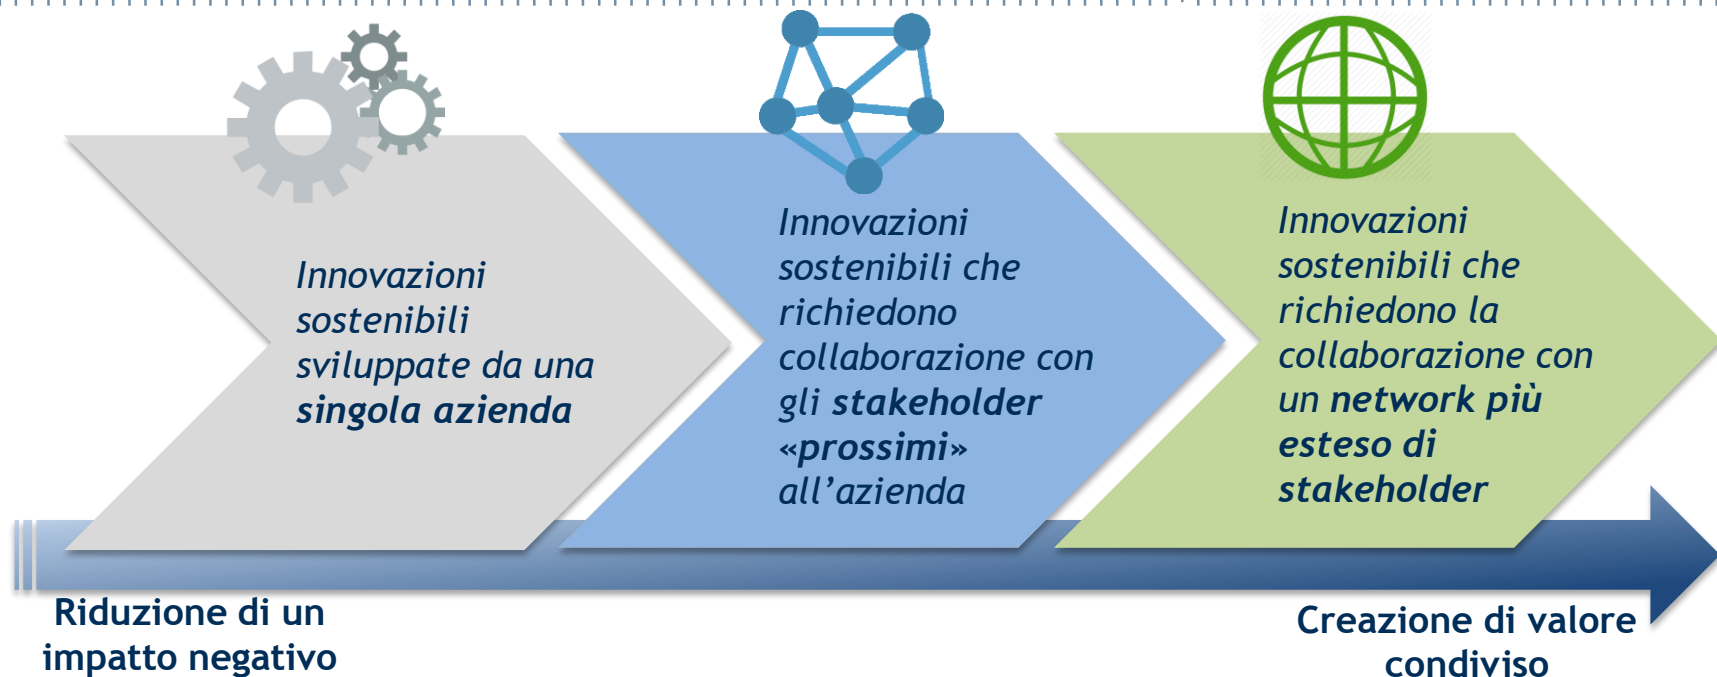 Innovazioni
sostenibili
sviluppate da una
singola azienda
Innovazioni
sostenibili che
richiedono
collaborazione con
gli stakeholder
«prossimi»
all’azienda
Innovazioni
sostenibili che
richiedono la
collaborazione con
un network più
esteso di
stakeholder
Riduzione di un
impatto negativo
Creazione di valore
condiviso